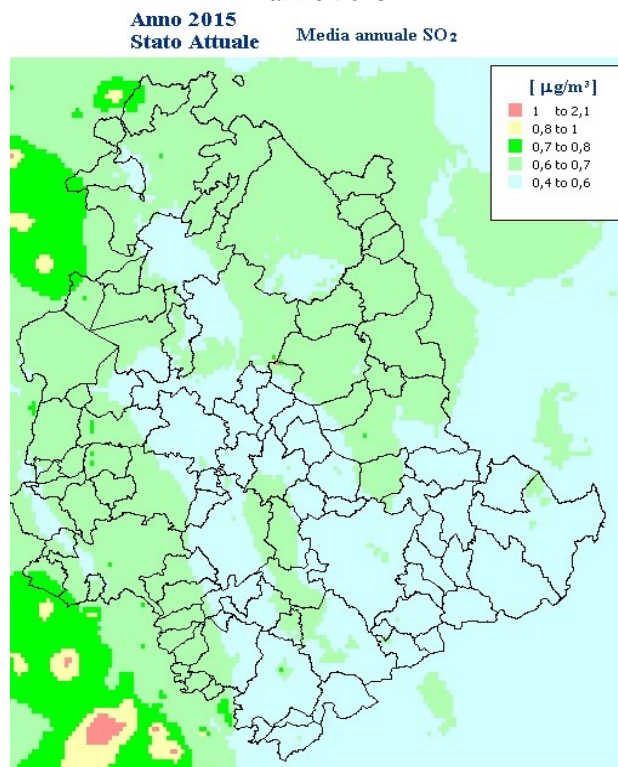 Anno 2015
Stato Attuale
Media annuale SO₂
[ µg/m³]
1 to 2,1
0,8 to 1
0,7 to 0,8
0,6 to 0,7
0,4 to 0,6